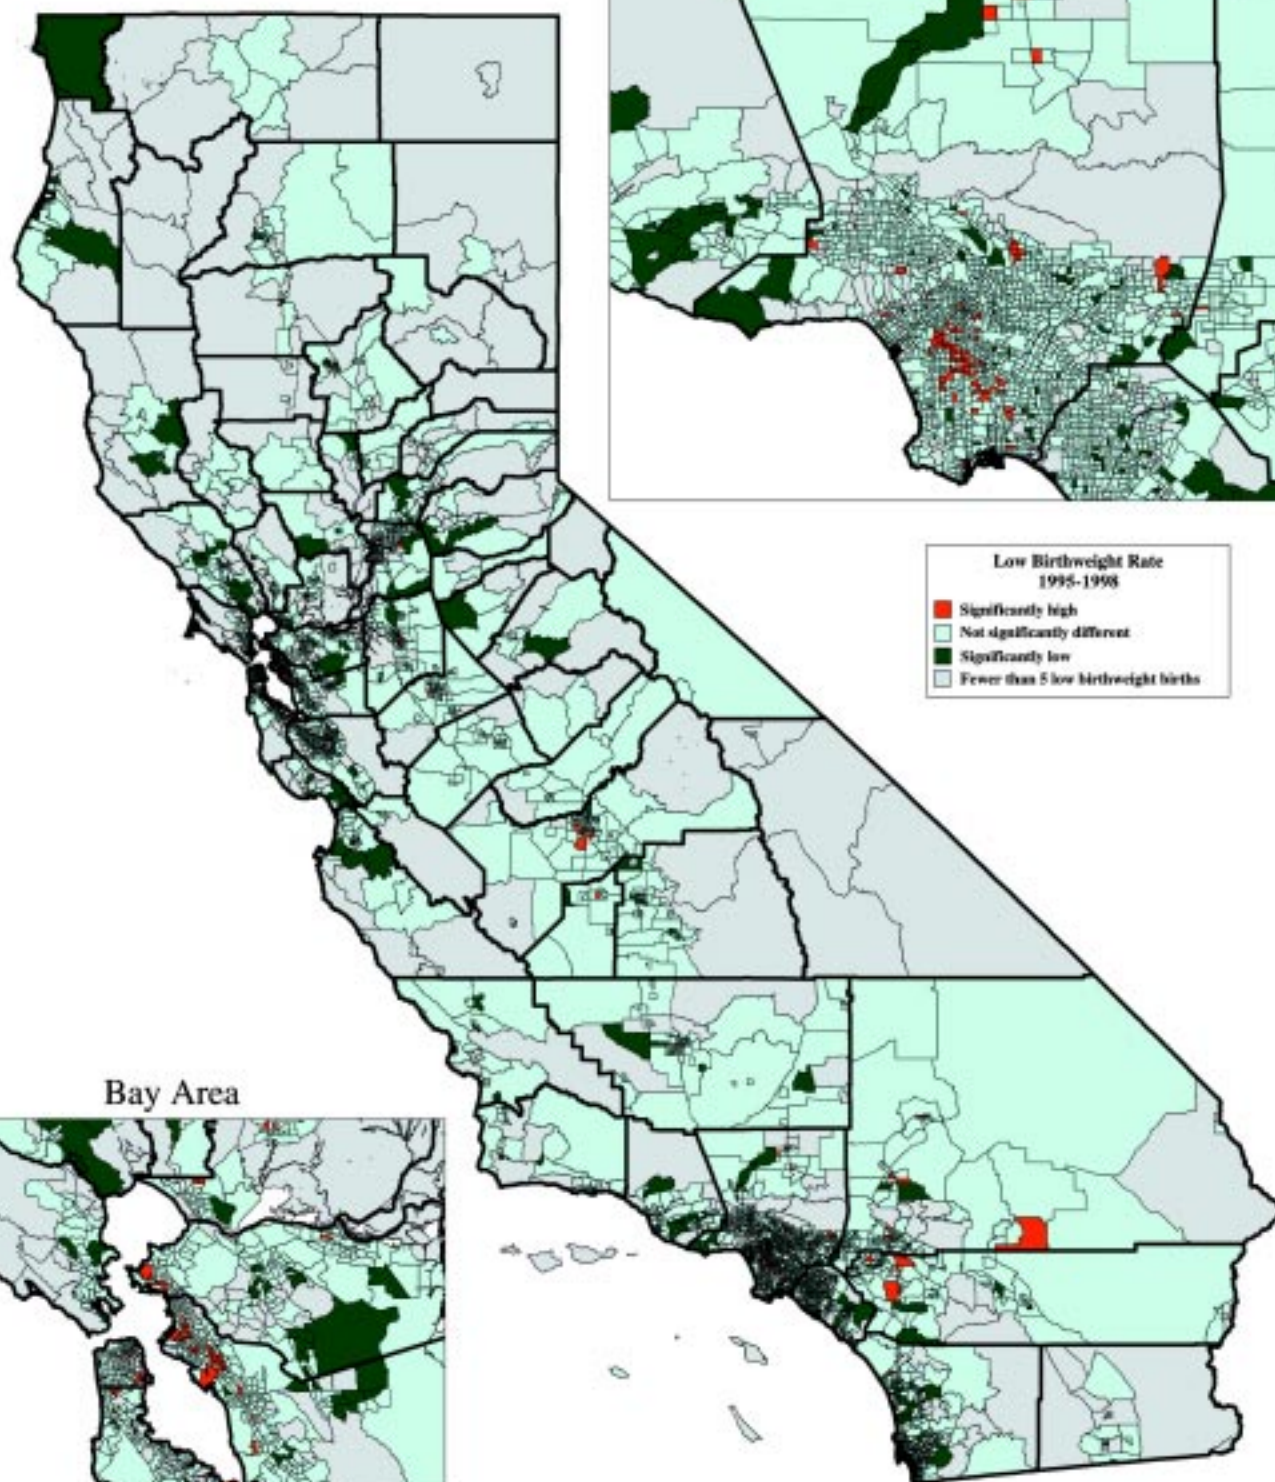 Low Birthweight Rate
1995-1998
Significantly high
Not significantly different
Significantly low
Fewer than 5 low birthweight births
Bay Area